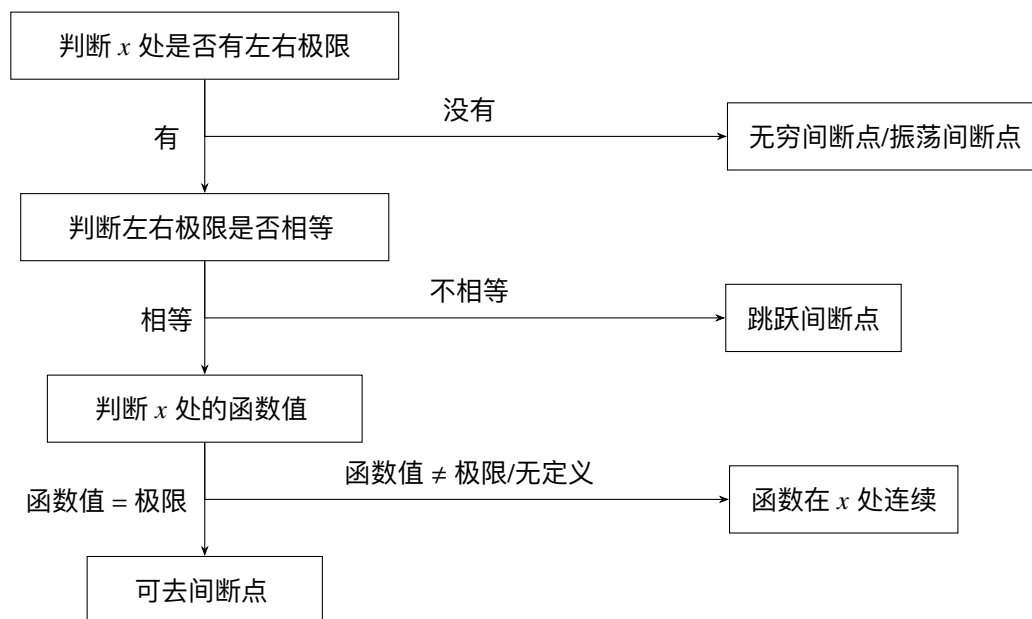 判断 x 处是否有左右极限
没有
有
无穷间断点/振荡间断点
判断左右极限是否相等
不相等
相等
跳跃间断点
判断 x 处的函数值
函数值 ≠ 极限/无定义
函数值 = 极限
函数在 x 处连续
可去间断点